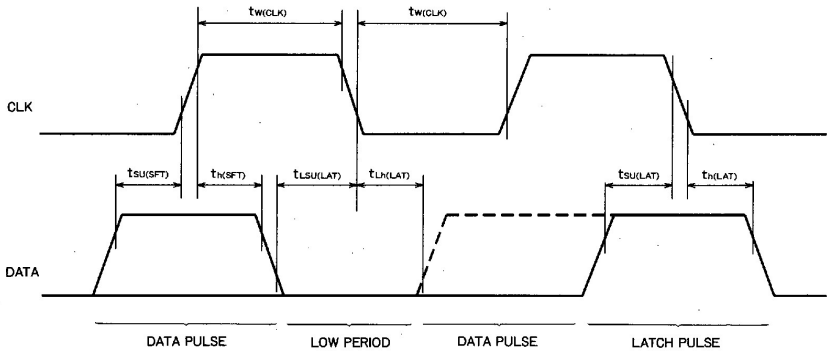 tW(CLK) tW(CLK)
CLK
tSU(SFT) th(SFT) tLSU(LAT) tLh(LAT) tSU(LAT) th(LAT)
DATA
DATA PULSE LOW PERIOD DATA PULSE LATCH PULSE